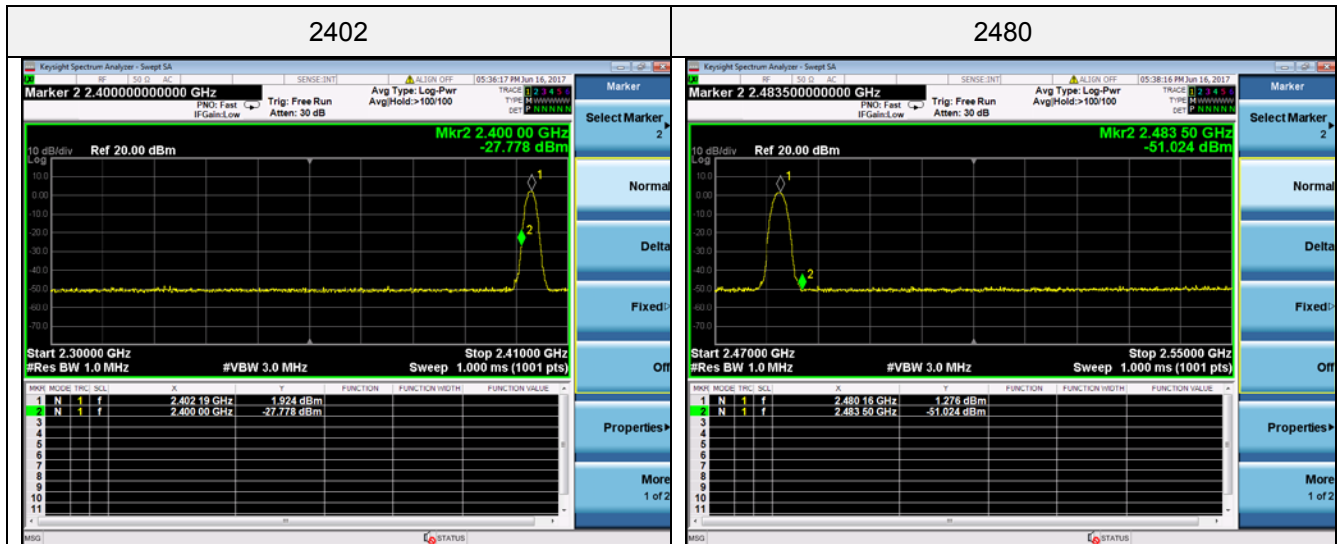 2402
Keysight Spectrum Analyzer - Swept SA
RF 50 Ω AC SENSE:INT ALIGN OFF 05:36:17 PM Jun 16, 2017
Marker 2 2.400000000000 GHz
PNO: Fast
IFGain:Low
Trig: Free Run
Atten: 30 dB
Avg Type: Log-Pwr
Avg|Hold:>100/100
TRACE 1 2 3 4 5 6
TYPE M WWWWW
DET P N N N N N
Mkr2 2.400 00 GHz
-27.778 dBm
10 dB/div Ref 20.00 dBm
Log
10.0
0.00
-10.0
-20.0
-30.0
-40.0
-50.0
-60.0
-70.0
1
2
Start 2.30000 GHz Stop 2.41000 GHz
#Res BW 1.0 MHz #VBW 3.0 MHz Sweep 1.000 ms (1001 pts)
MKR MODE TRC SCL X Y FUNCTION FUNCTION WIDTH FUNCTION VALUE
1 N 1 f 2.402 19 GHz 1.924 dBm
2 N 1 f 2.400 00 GHz -27.778 dBm
3
4
5
6
7
8
9
10
11
MSG STATUS
Marker
Select Marker
2
Normal
Delta
Fixed
Off
Properties
More
1 of 2
2480
Keysight Spectrum Analyzer - Swept SA
RF 50 Ω AC SENSE:INT ALIGN OFF 05:38:16 PM Jun 16, 2017
Marker 2 2.483500000000 GHz
PNO: Fast
IFGain:Low
Trig: Free Run
Atten: 30 dB
Avg Type: Log-Pwr
Avg|Hold:>100/100
TRACE 1 2 3 4 5 6
TYPE M WWWWW
DET P N N N N N
Mkr2 2.483 50 GHz
-51.024 dBm
10 dB/div Ref 20.00 dBm
Log
10.0
0.00
-10.0
-20.0
-30.0
-40.0
-50.0
-60.0
-70.0
1
2
Start 2.47000 GHz Stop 2.55000 GHz
#Res BW 1.0 MHz #VBW 3.0 MHz Sweep 1.000 ms (1001 pts)
MKR MODE TRC SCL X Y FUNCTION FUNCTION WIDTH FUNCTION VALUE
1 N 1 f 2.480 16 GHz 1.276 dBm
2 N 1 f 2.483 50 GHz -51.024 dBm
3
4
5
6
7
8
9
10
11
MSG STATUS
Marker
Select Marker
2
Normal
Delta
Fixed
Off
Properties
More
1 of 2